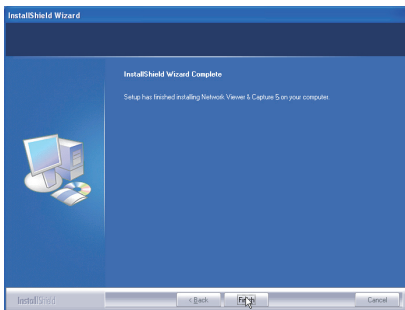 InstallShield Wizard
InstallShield Wizard Complete
Setup has finished installing Network Viewer & Capture 5 on your computer.
InstallShield
< Back
Finish
Cancel